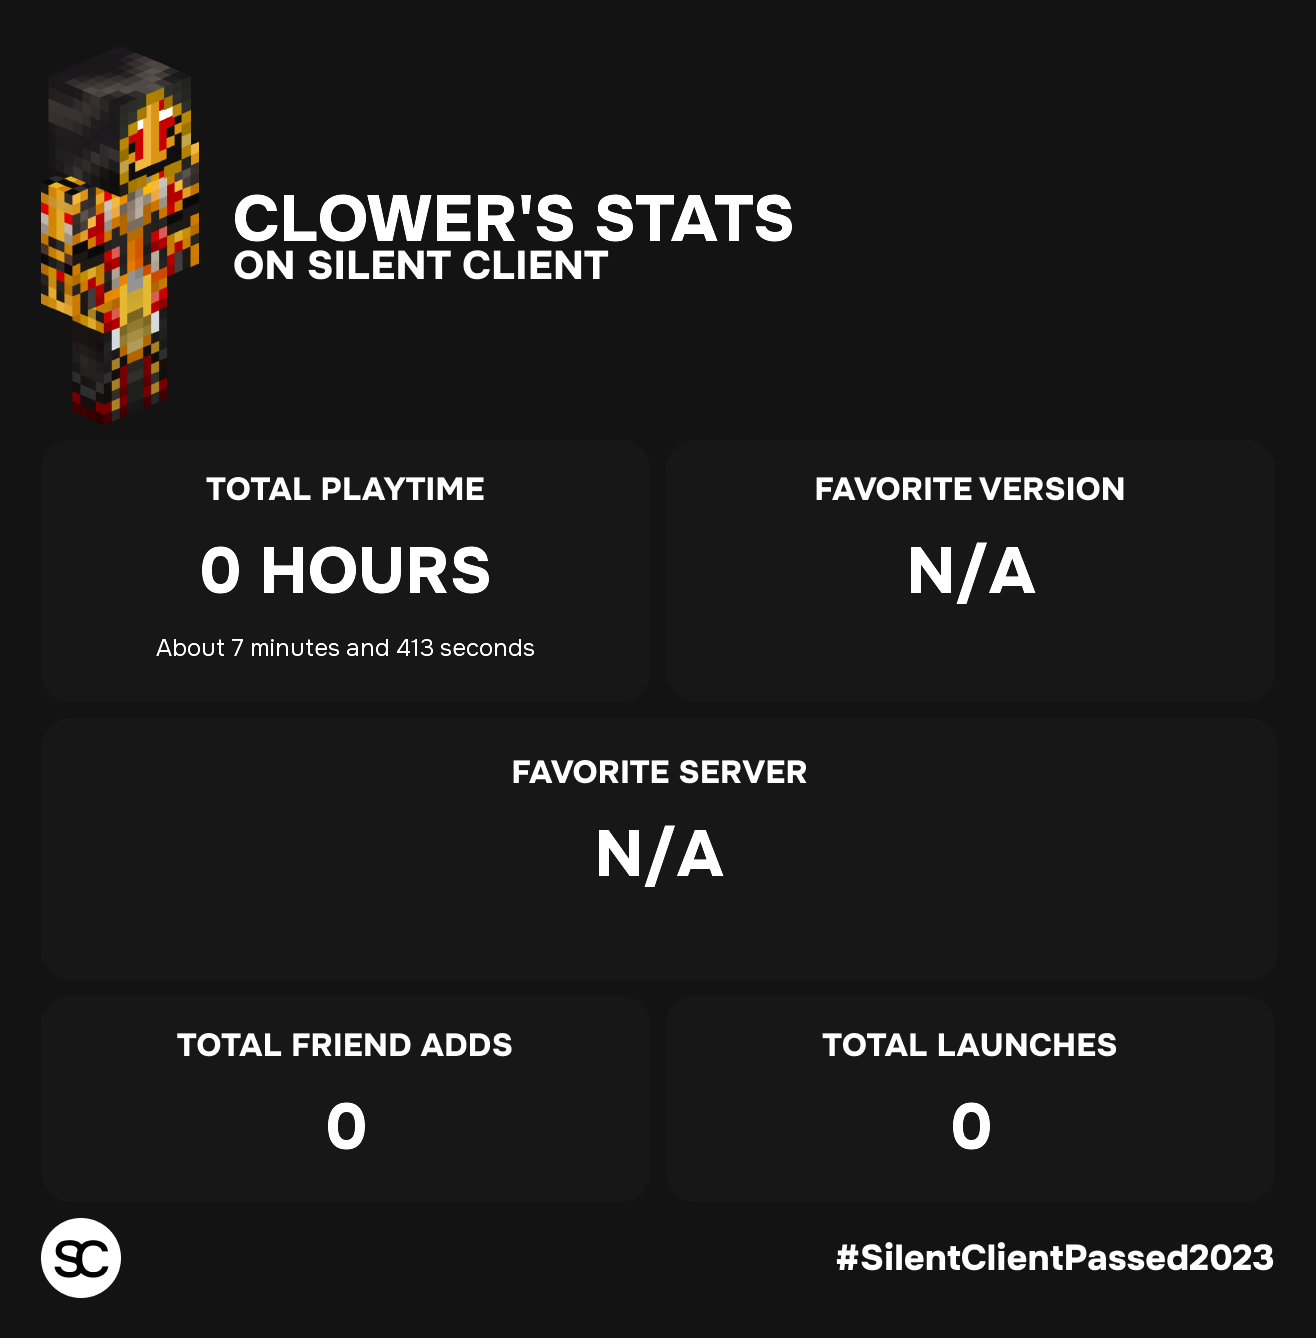 CLOWER'S STATS
ON SILENT CLIENT
TOTAL PLAYTIME
0 HOURS
About 7 minutes and 413 seconds
FAVORITE VERSION
N/A
FAVORITE SERVER
N/A
TOTAL FRIEND ADDS
0
TOTAL LAUNCHES
0
SC
#SilentClientPassed2023